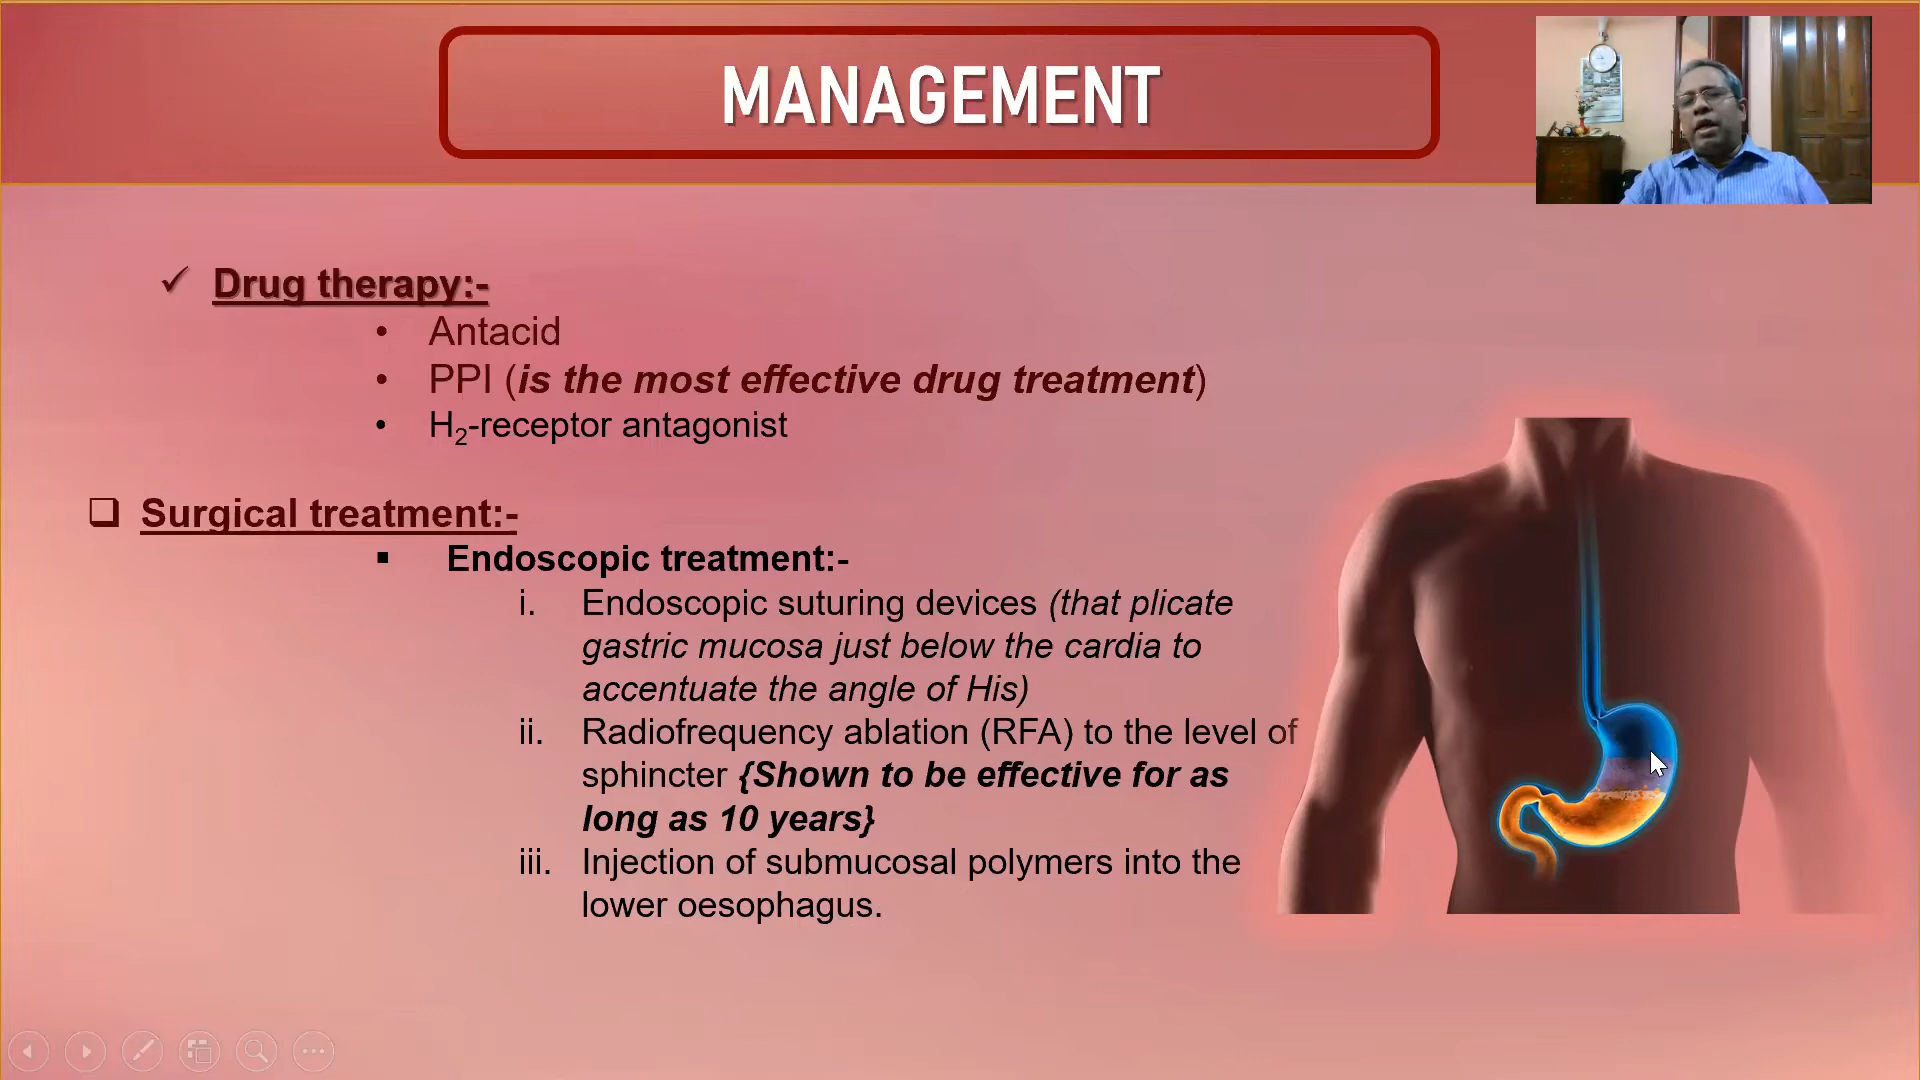 MANAGEMENT
✓ Drug therapy:-
• Antacid
• PPI (is the most effective drug treatment)
• H₂-receptor antagonist
❑ Surgical treatment:-
▪ Endoscopic treatment:-
i. Endoscopic suturing devices (that plicate
gastric mucosa just below the cardia to
accentuate the angle of His)
ii. Radiofrequency ablation (RFA) to the level of
sphincter {Shown to be effective for as
long as 10 years}
iii. Injection of submucosal polymers into the
lower oesophagus.